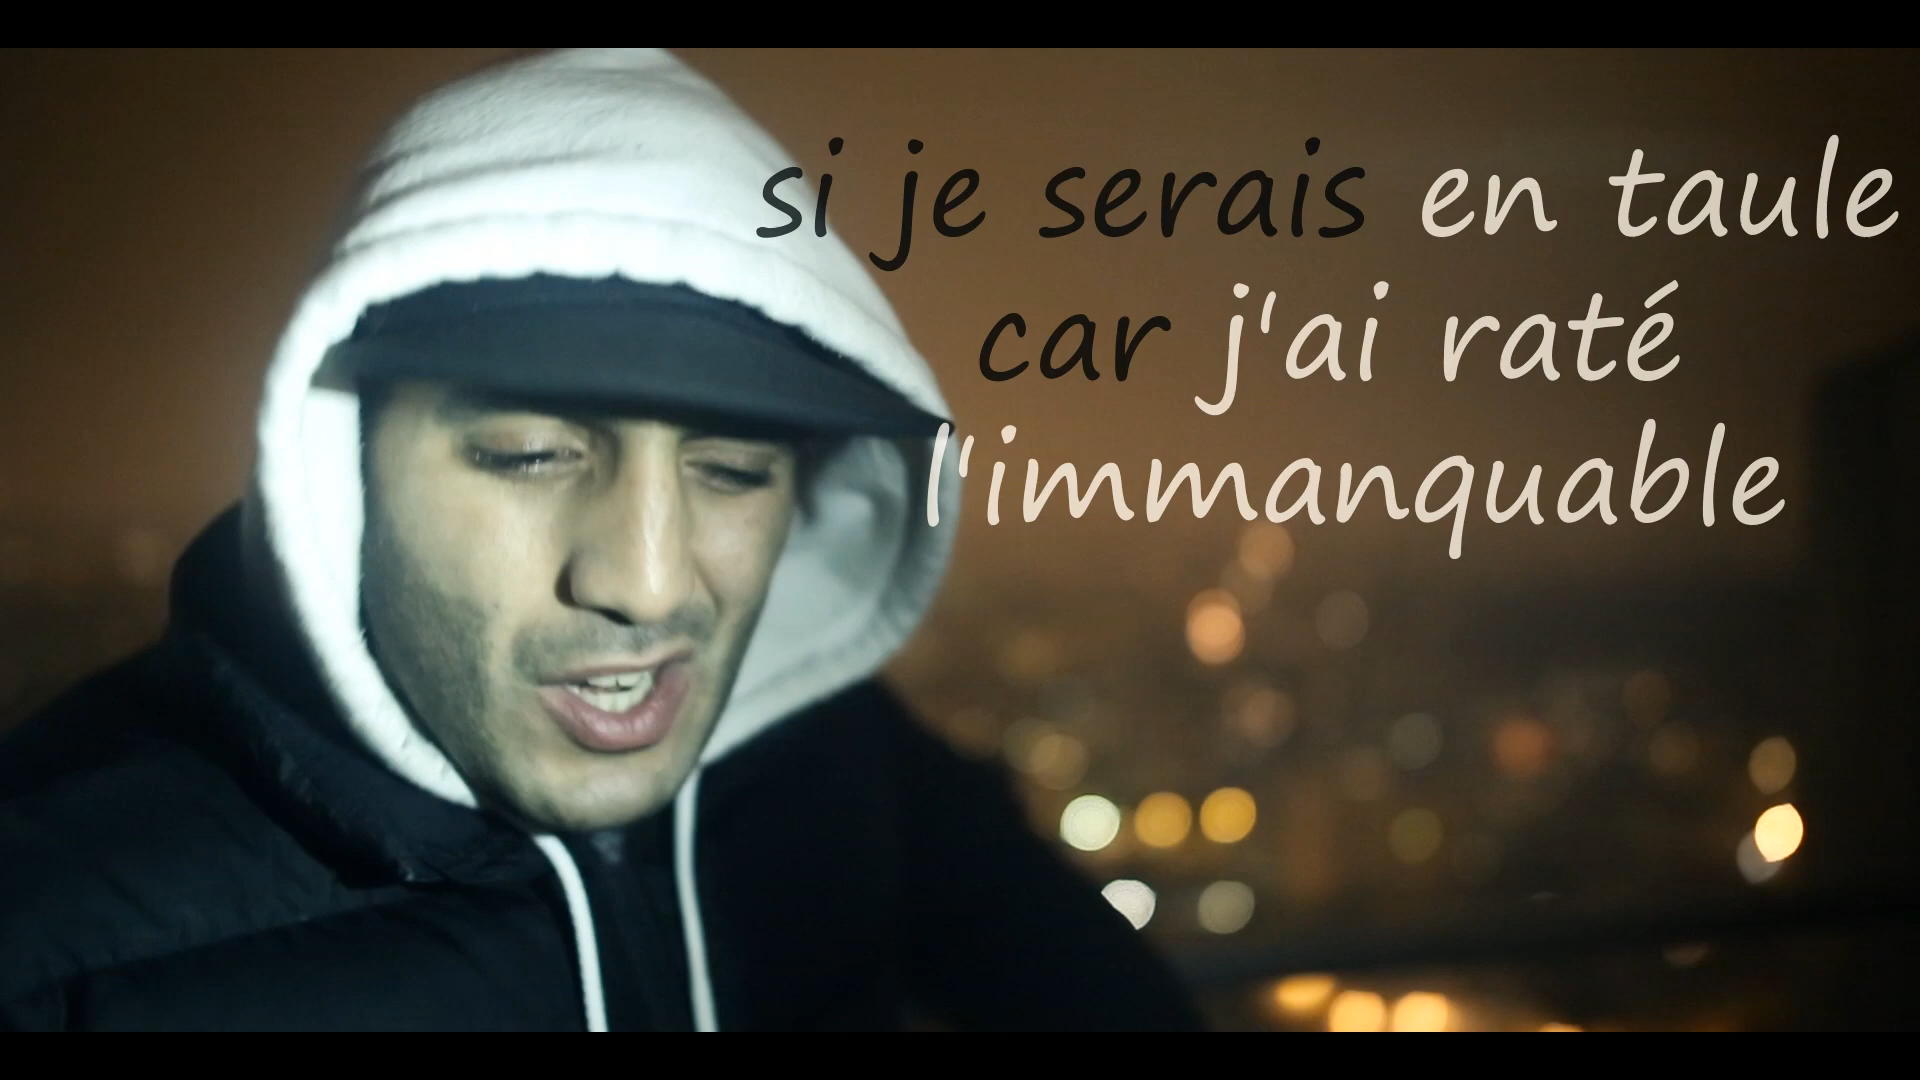 si je serais en taule
car j'ai raté
l'immanquable